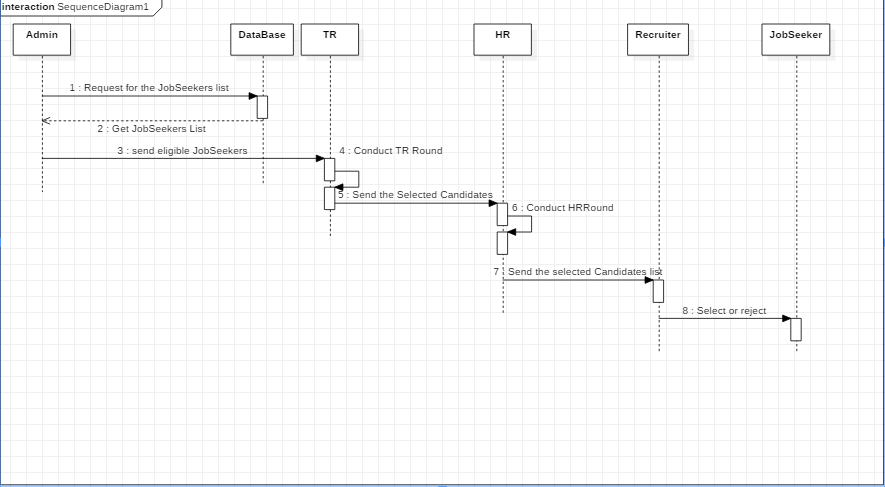 interaction SequenceDiagram1
Admin
DataBase
TR
HR
Recruiter
JobSeeker
1 : Request for the JobSeekers list
2 : Get JobSeekers List
3 : send eligible JobSeekers
4 : Conduct TR Round
5 : Send the Selected Candidates
6 : Conduct HRRound
7 : Send the selected Candidates list
8 : Select or reject